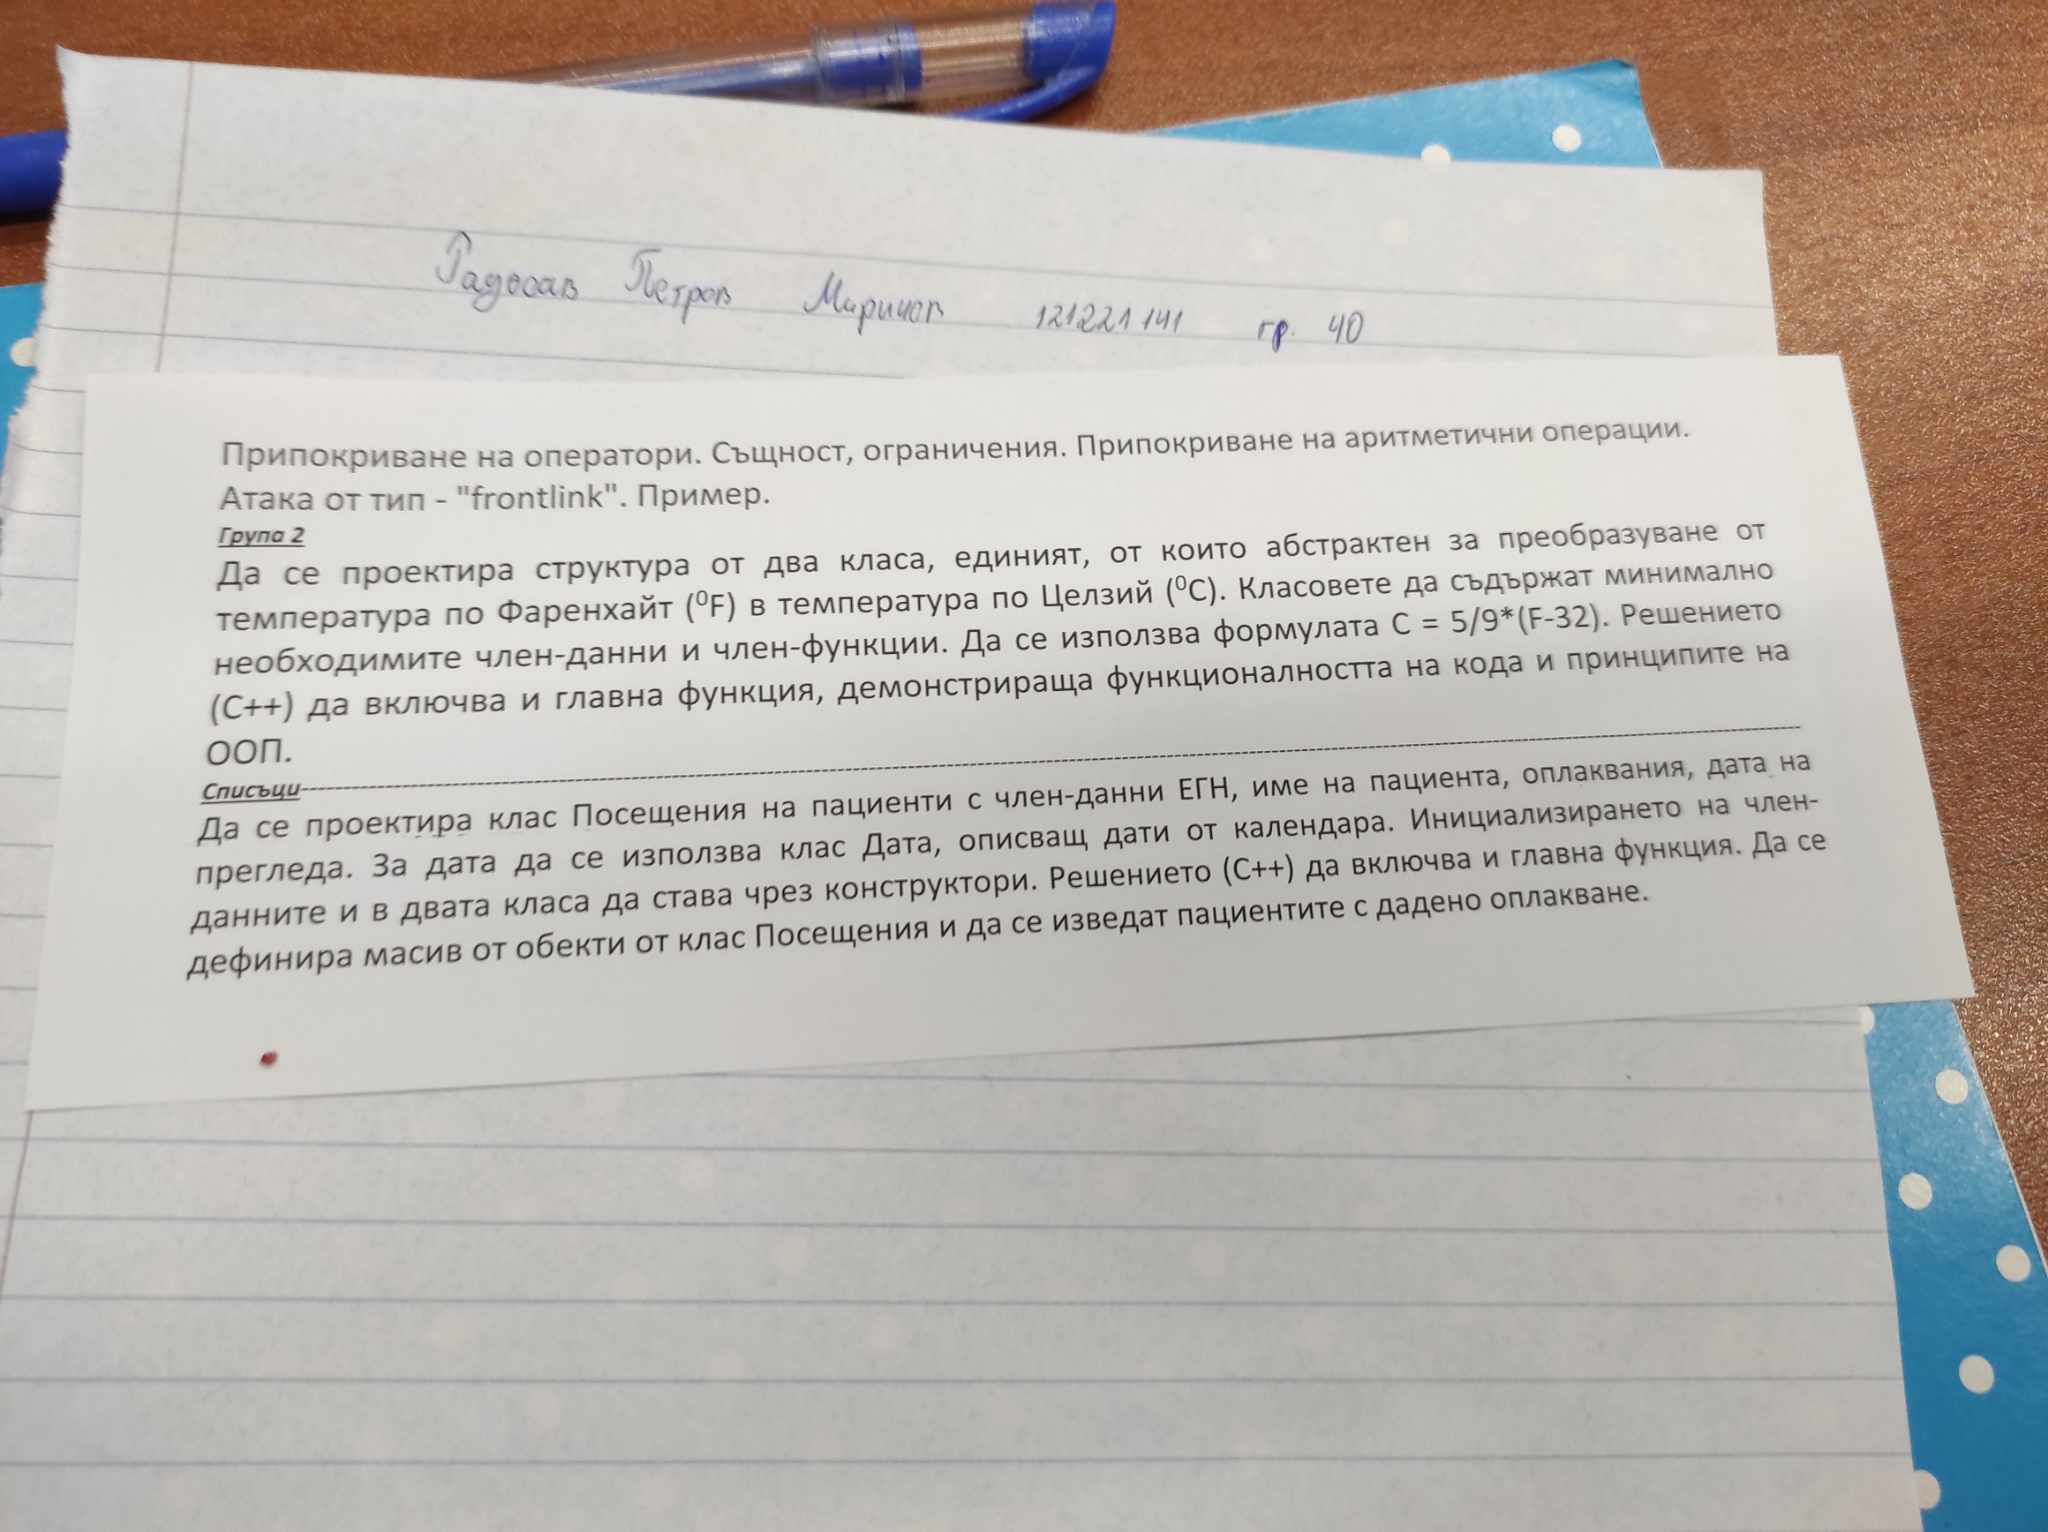 Радосав Петров Маринов 121221141 гр. 40
Припокриване на оператори. Същност, ограничения. Припокриване на аритметични операции.
Атака от тип - "frontlink". Пример.
Група 2
Да се проектира структура от два класа, единият, от които абстрактен за преобразуване от
температура по Фаренхайт (⁰F) в температура по Целзий (⁰C). Класовете да съдържат минимално
необходимите член-данни и член-функции. Да се използва формулата C = 5/9*(F-32). Решението
(C++) да включва и главна функция, демонстрираща функционалността на кода и принципите на
ООП.
Списъци
Да се проектира клас Посещения на пациенти с член-данни ЕГН, име на пациента, оплаквания, дата на
прегледа. За дата да се използва клас Дата, описващ дати от календара. Инициализирането на член-
данните и в двата класа да става чрез конструктори. Решението (C++) да включва и главна функция. Да се
дефинира масив от обекти от клас Посещения и да се изведат пациентите с дадено оплакване.